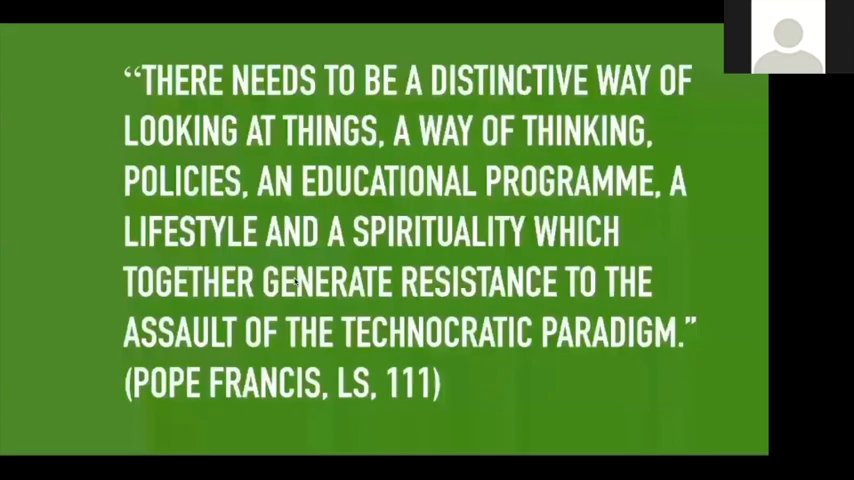 “THERE NEEDS TO BE A DISTINCTIVE WAY OF
LOOKING AT THINGS, A WAY OF THINKING,
POLICIES, AN EDUCATIONAL PROGRAMME, A
LIFESTYLE AND A SPIRITUALITY WHICH
TOGETHER GENERATE RESISTANCE TO THE
ASSAULT OF THE TECHNOCRATIC PARADIGM.”
(POPE FRANCIS, LS, 111)